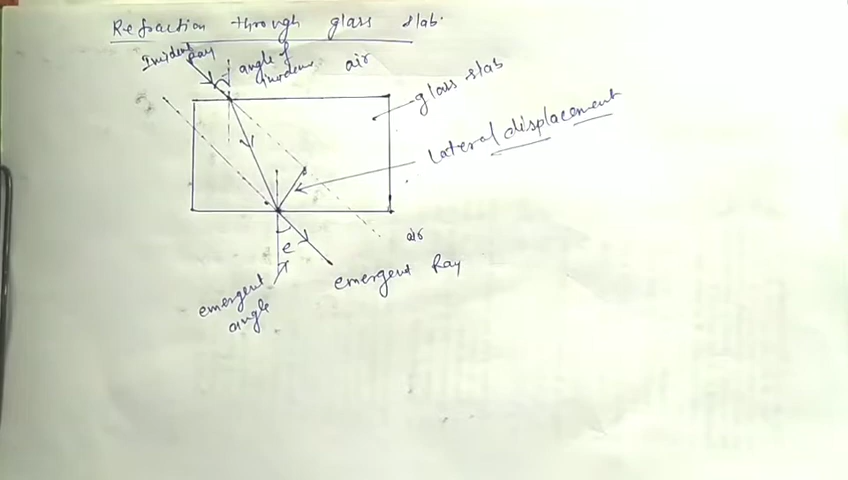 Refraction through glass slab.
Incident Ray
angle of incidence
i
air
glass slab
Lateral displacement
air
e
emergent Ray
emergent angle